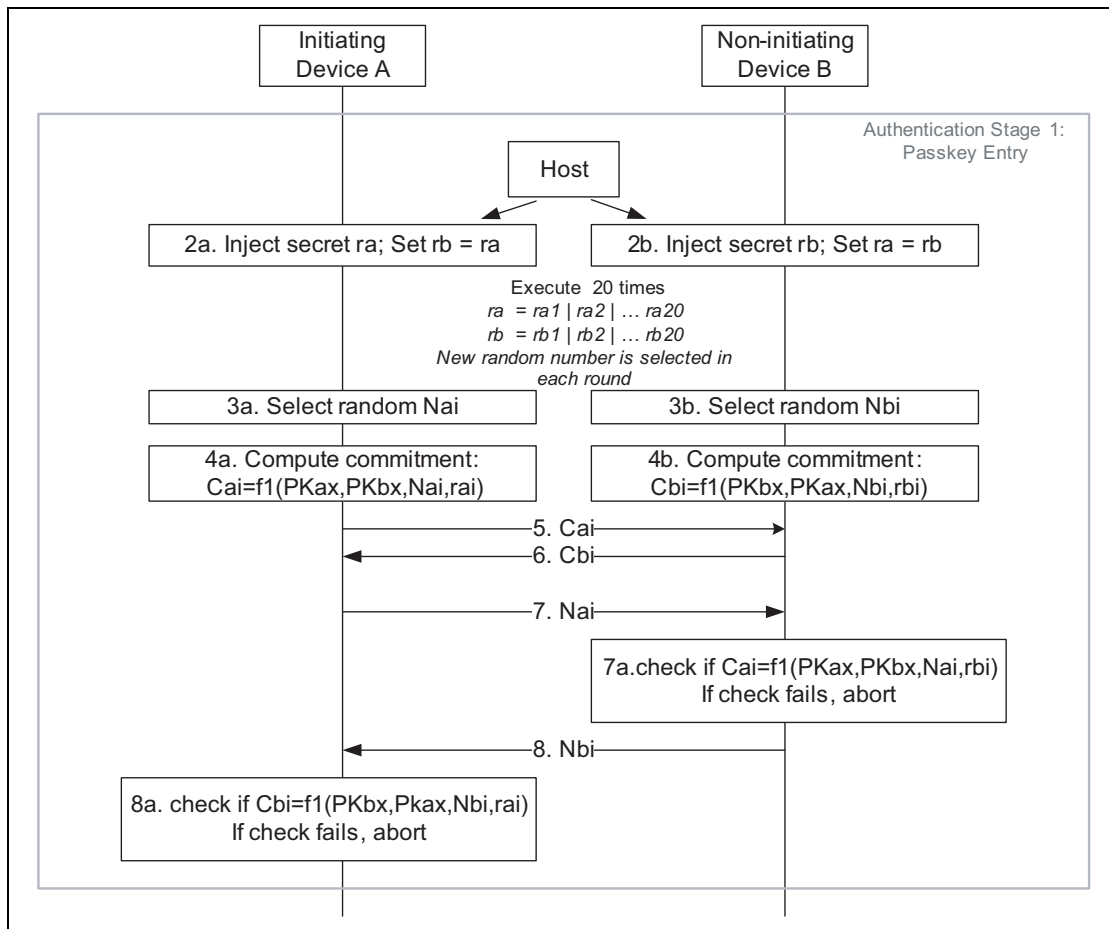 Initiating
Device A
Non-initiating
Device B
Authentication Stage 1:
Passkey Entry
Host
2a. Inject secret ra; Set rb = ra
2b. Inject secret rb; Set ra = rb
Execute 20 times
ra = ra1 | ra2 | … ra20
rb = rb1 | rb2 | … rb20
New random number is selected in
each round
3a. Select random Nai
3b. Select random Nbi
4a. Compute commitment:
Cai=f1(PKax,PKbx,Nai,rai)
4b. Compute commitment:
Cbi=f1(PKbx,PKax,Nbi,rbi)
5. Cai
6. Cbi
7. Nai
7a.check if Cai=f1(PKax,PKbx,Nai,rbi)
If check fails, abort
8. Nbi
8a. check if Cbi=f1(PKbx,Pkax,Nbi,rai)
If check fails, abort